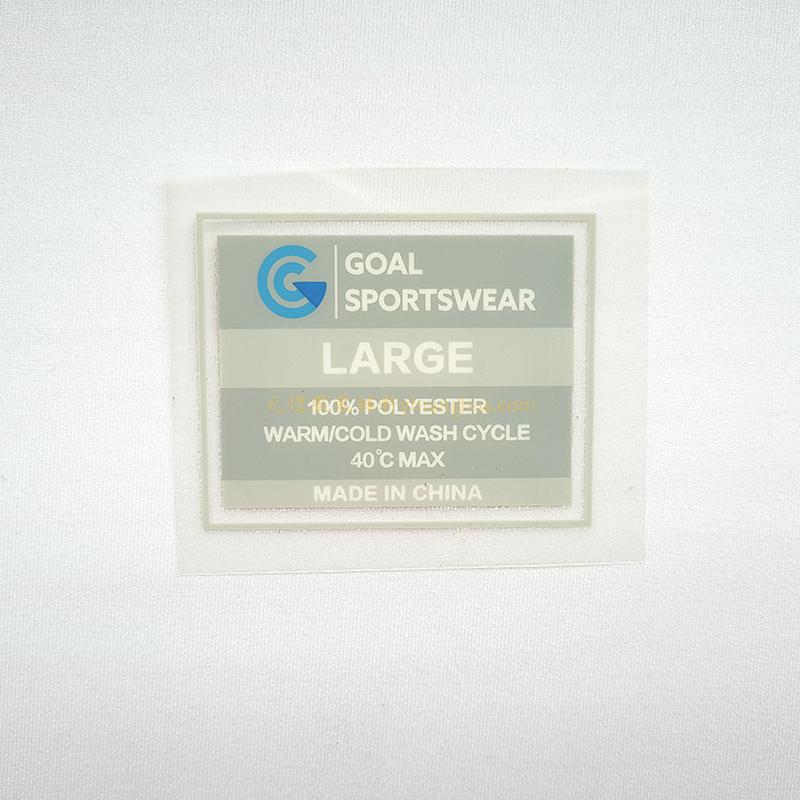 GOAL
SPORTSWEAR
LARGE
100% POLYESTER
WARM/COLD WASH CYCLE
40℃ MAX
MADE IN CHINA